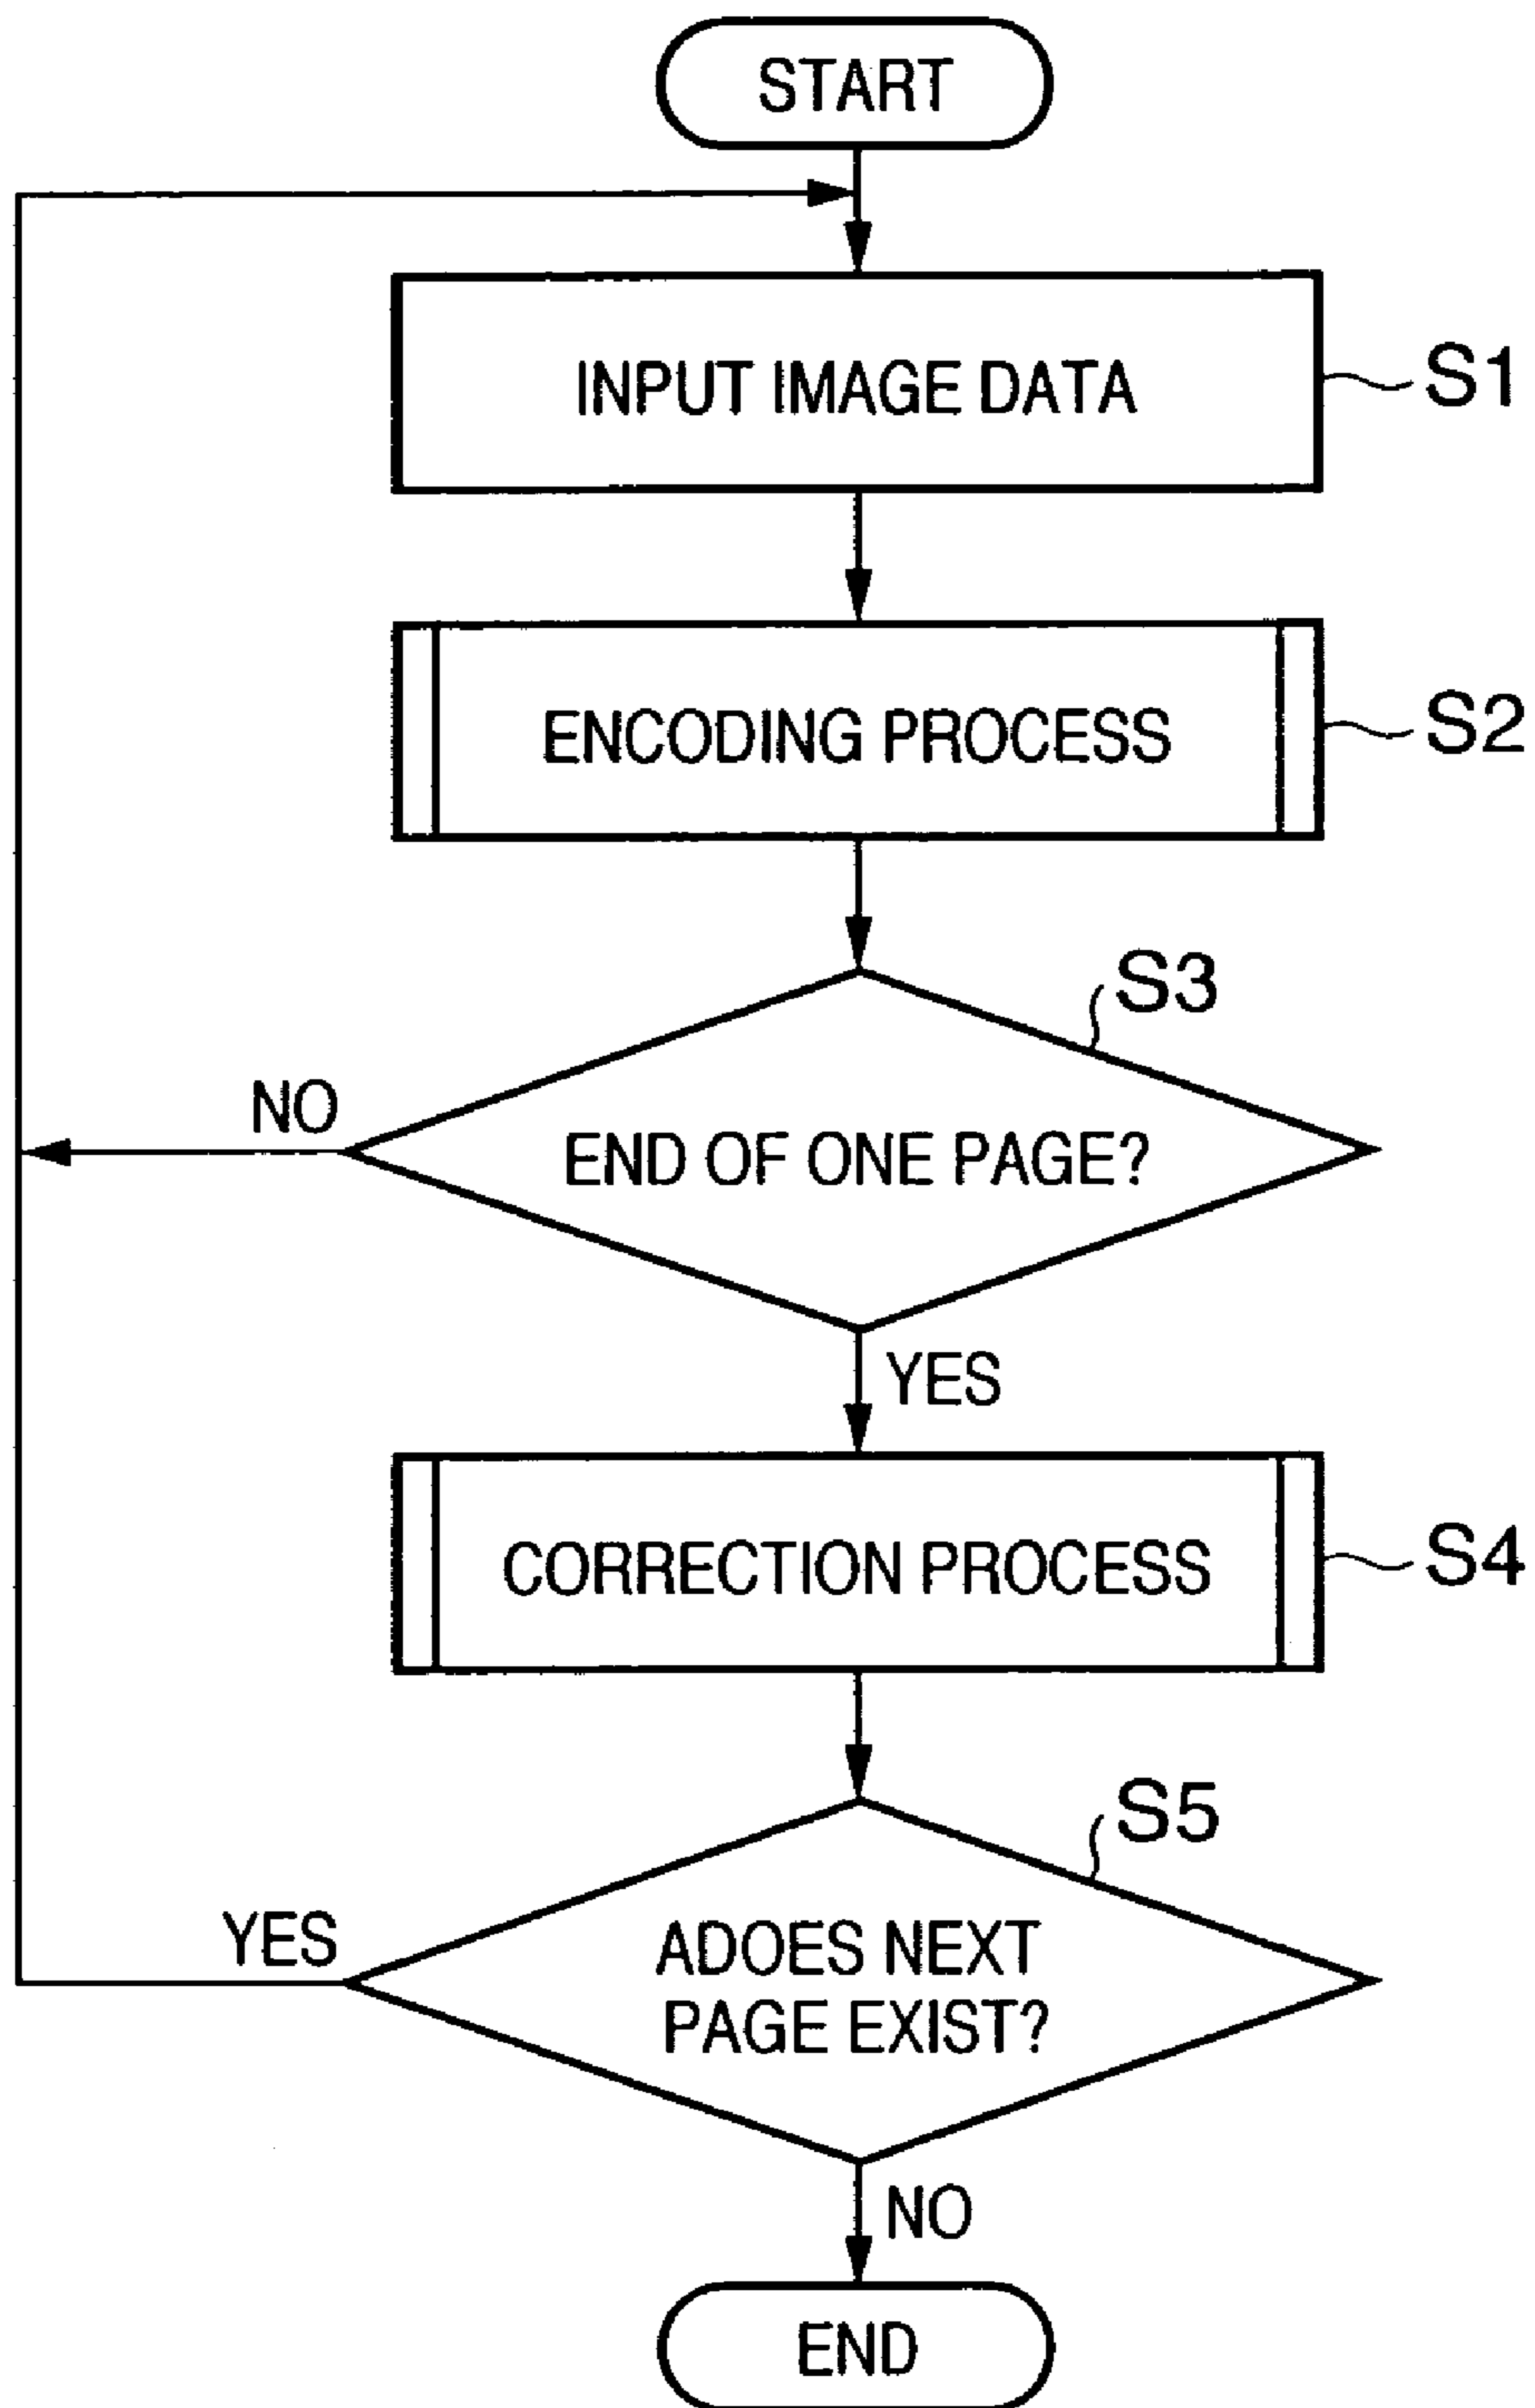 START
INPUT IMAGE DATA
S1
ENCODING PROCESS
S2
S3
END OF ONE PAGE?
NO
YES
CORRECTION PROCESS
S4
S5
ADOES NEXT
PAGE EXIST?
YES
NO
END